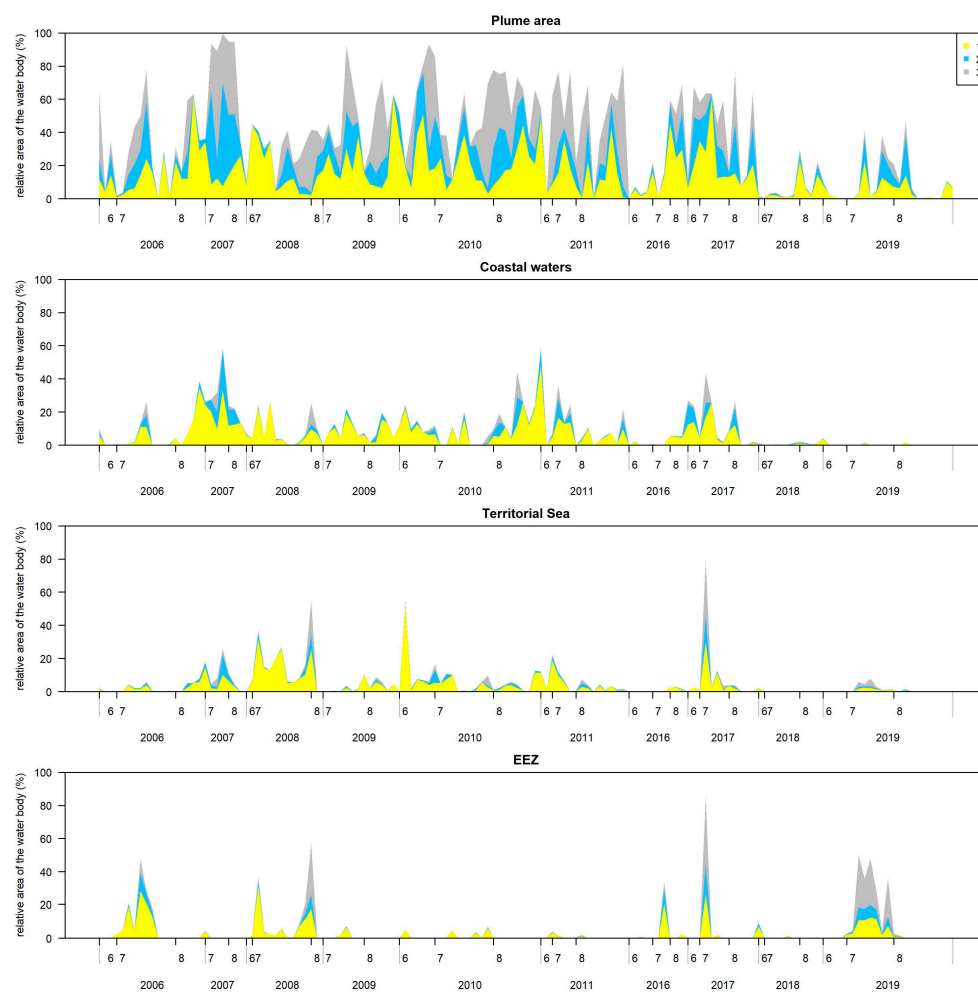 Plume area
relative area of the water body (%)
100
80
60
40
20
0
6 7 8 7 8 67 8 6 7 8 6 7 8 6 7 8 6 7 8 6 7 8 67 8 6 7 8
2006 2007 2008 2009 2010 2011 2016 2017 2018 2019
Coastal waters
relative area of the water body (%)
100
80
60
40
20
0
6 7 8 7 8 67 8 6 7 8 6 7 8 6 7 8 6 7 8 6 7 8 67 8 6 7 8
2006 2007 2008 2009 2010 2011 2016 2017 2018 2019
Territorial Sea
relative area of the water body (%)
100
80
60
40
20
0
6 7 8 7 8 67 8 6 7 8 6 7 8 6 7 8 6 7 8 6 7 8 67 8 6 7 8
2006 2007 2008 2009 2010 2011 2016 2017 2018 2019
EEZ
relative area of the water body (%)
100
80
60
40
20
0
6 7 8 7 8 67 8 6 7 8 6 7 8 6 7 8 6 7 8 6 7 8 67 8 6 7 8
2006 2007 2008 2009 2010 2011 2016 2017 2018 2019